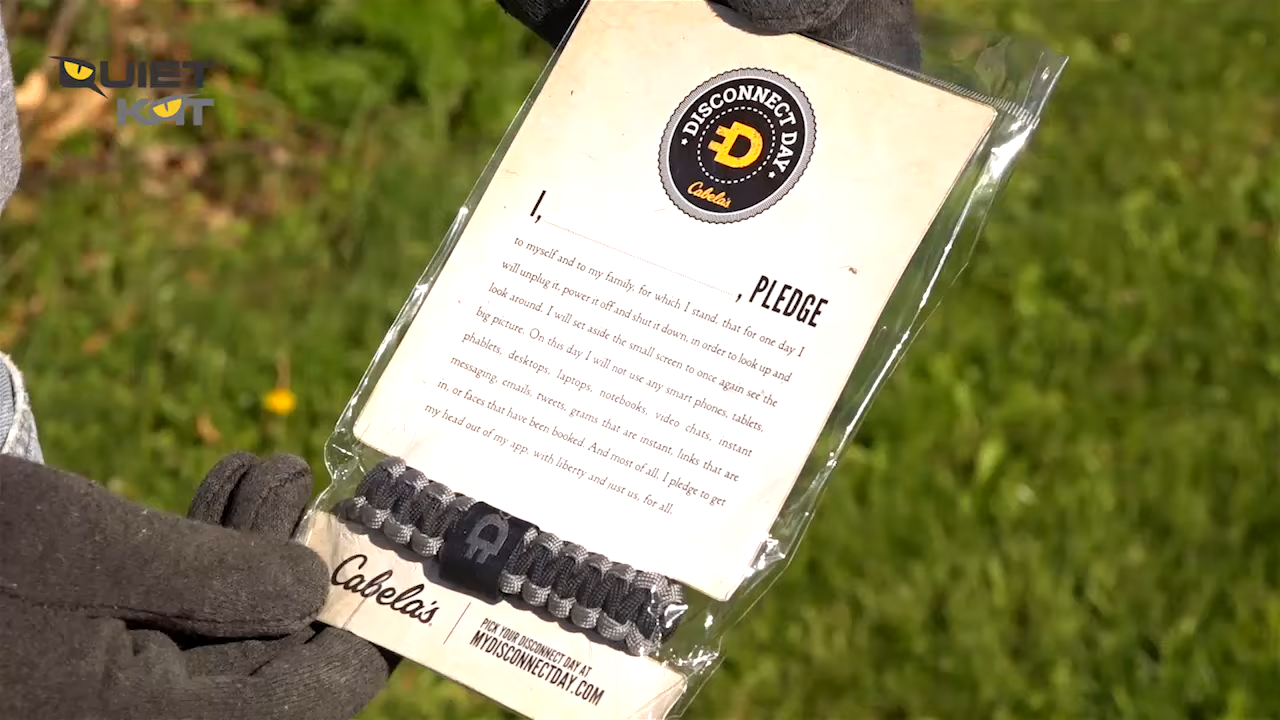 QUIET
KAT
DISCONNECT DAY
D
Cabela's
I, , PLEDGE
to myself and to my family, for which I stand, that for one day I
will unplug it, power it off and shut it down, in order to look up and
look around. I will set aside the small screen to once again see the
big picture. On this day I will not use any smart phones, tablets,
phablets, desktops, laptops, notebooks, video chats, instant
messaging, emails, tweets, grams that are instant, links that are
in, or faces that have been booked. And most of all, I pledge to get
my head out of my app, with liberty and just us, for all.
Cabela's
PICK YOUR DISCONNECT DAY AT
MYDISCONNECTDAY.COM